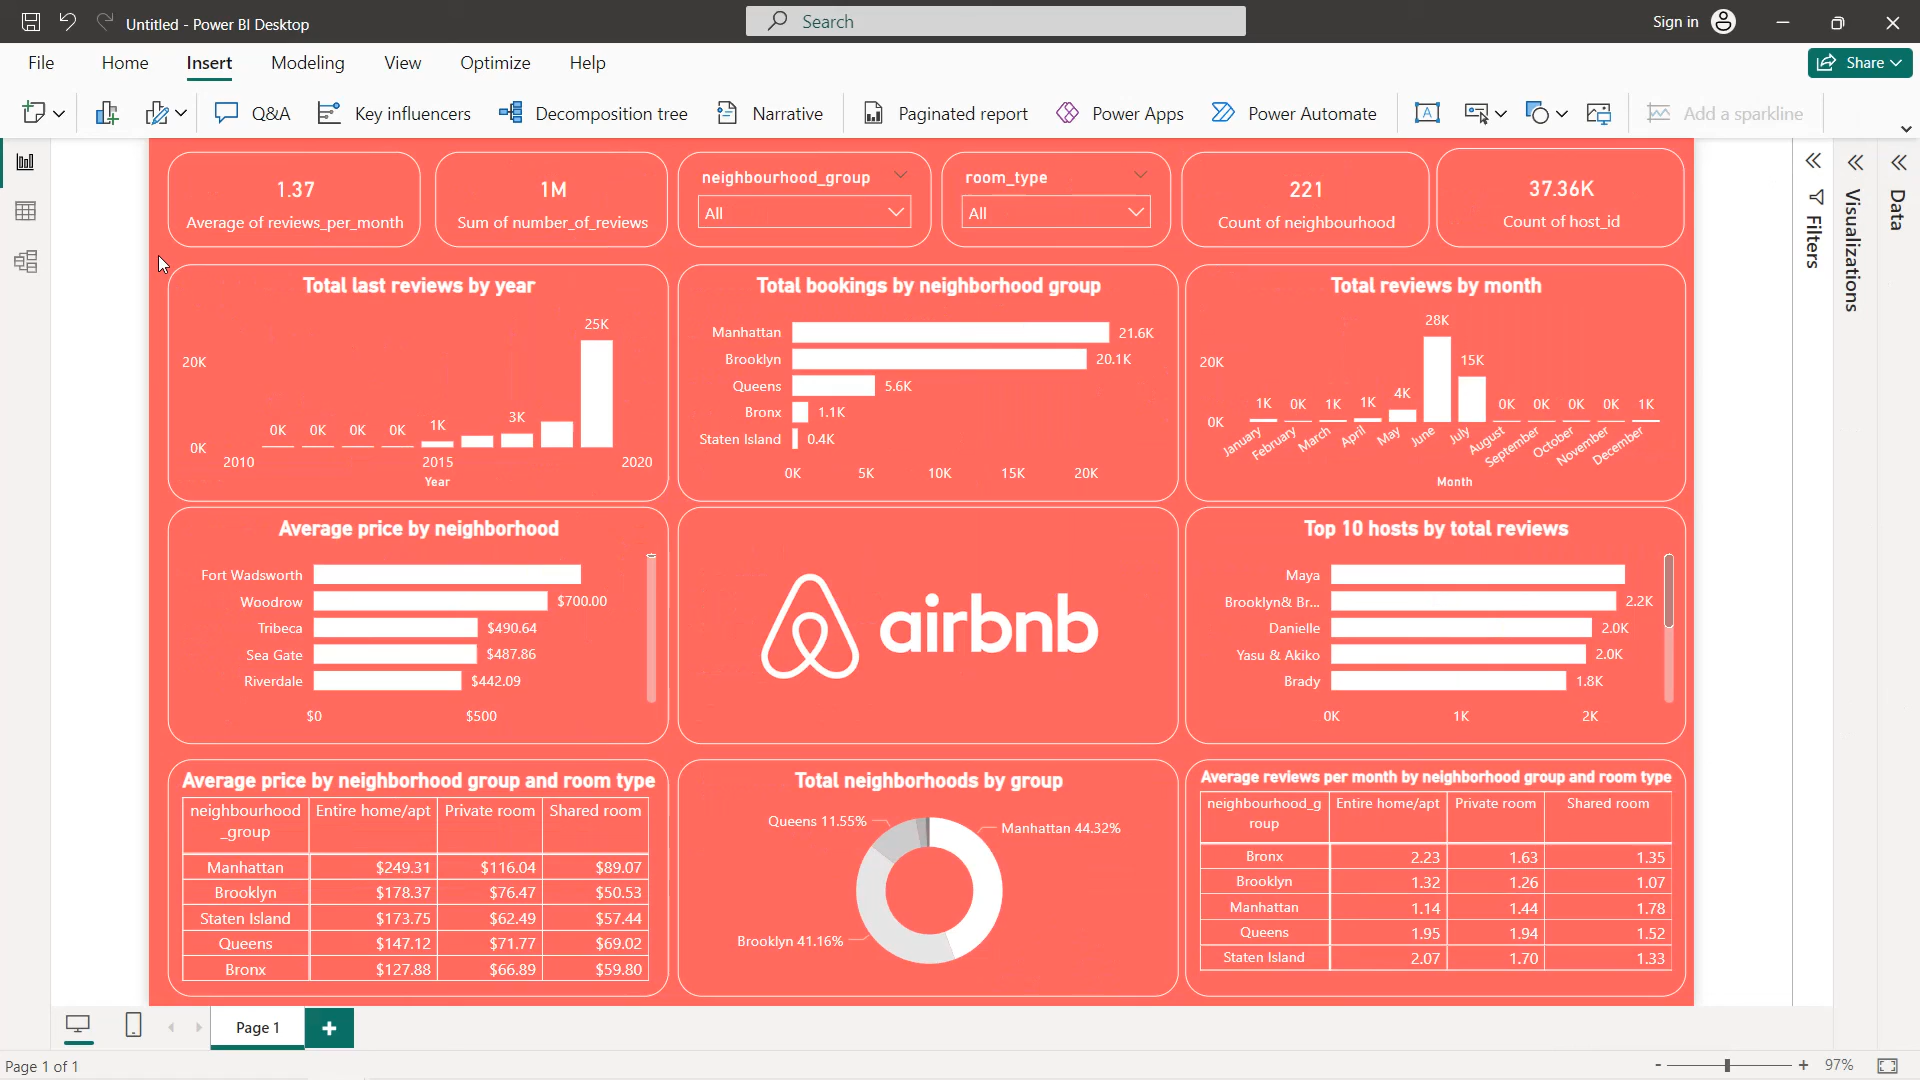 Untitled - Power BI Desktop
Search
Sign in
File
Home
Insert
Modeling
View
Optimize
Help
Share
Q&A
Key influencers
Decomposition tree
Narrative
Paginated report
Power Apps
Power Automate
Add a sparkline
1.37
Average of reviews_per_month
1M
Sum of number_of_reviews
neighbourhood_group
All
room_type
All
221
Count of neighbourhood
37.36K
Count of host_id
Filters
Visualizations
Data
Total last reviews by year
20K
0K
0K
0K
0K
0K
1K
3K
25K
2010
2015
2020
Year
Total bookings by neighborhood group
Manhattan 21.6K
Brooklyn 20.1K
Queens 5.6K
Bronx 1.1K
Staten Island 0.4K
0K 5K 10K 15K 20K
Total reviews by month
20K
0K
1K 0K 1K 1K 4K 28K 15K 0K 0K 0K 0K 1K
January February March April May June July August September October November December
Month
Average price by neighborhood
Fort Wadsworth
Woodrow $700.00
Tribeca $490.64
Sea Gate $487.86
Riverdale $442.09
$0 $500
airbnb
Top 10 hosts by total reviews
Maya
Brooklyn& Br... 2.2K
Danielle 2.0K
Yasu & Akiko 2.0K
Brady 1.8K
0K 1K 2K
Average price by neighborhood group and room type
neighbourhood
_group
Entire home/apt Private room Shared room
Manhattan $249.31 $116.04 $89.07
Brooklyn $178.37 $76.47 $50.53
Staten Island $173.75 $62.49 $57.44
Queens $147.12 $71.77 $69.02
Bronx $127.88 $66.89 $59.80
Total neighborhoods by group
Queens 11.55%
Manhattan 44.32%
Brooklyn 41.16%
Average reviews per month by neighborhood group and room type
neighbourhood_g
roup
Entire home/apt Private room Shared room
Bronx 2.23 1.63 1.35
Brooklyn 1.32 1.26 1.07
Manhattan 1.14 1.44 1.78
Queens 1.95 1.94 1.52
Staten Island 2.07 1.70 1.33
Page 1
Page 1 of 1
97%